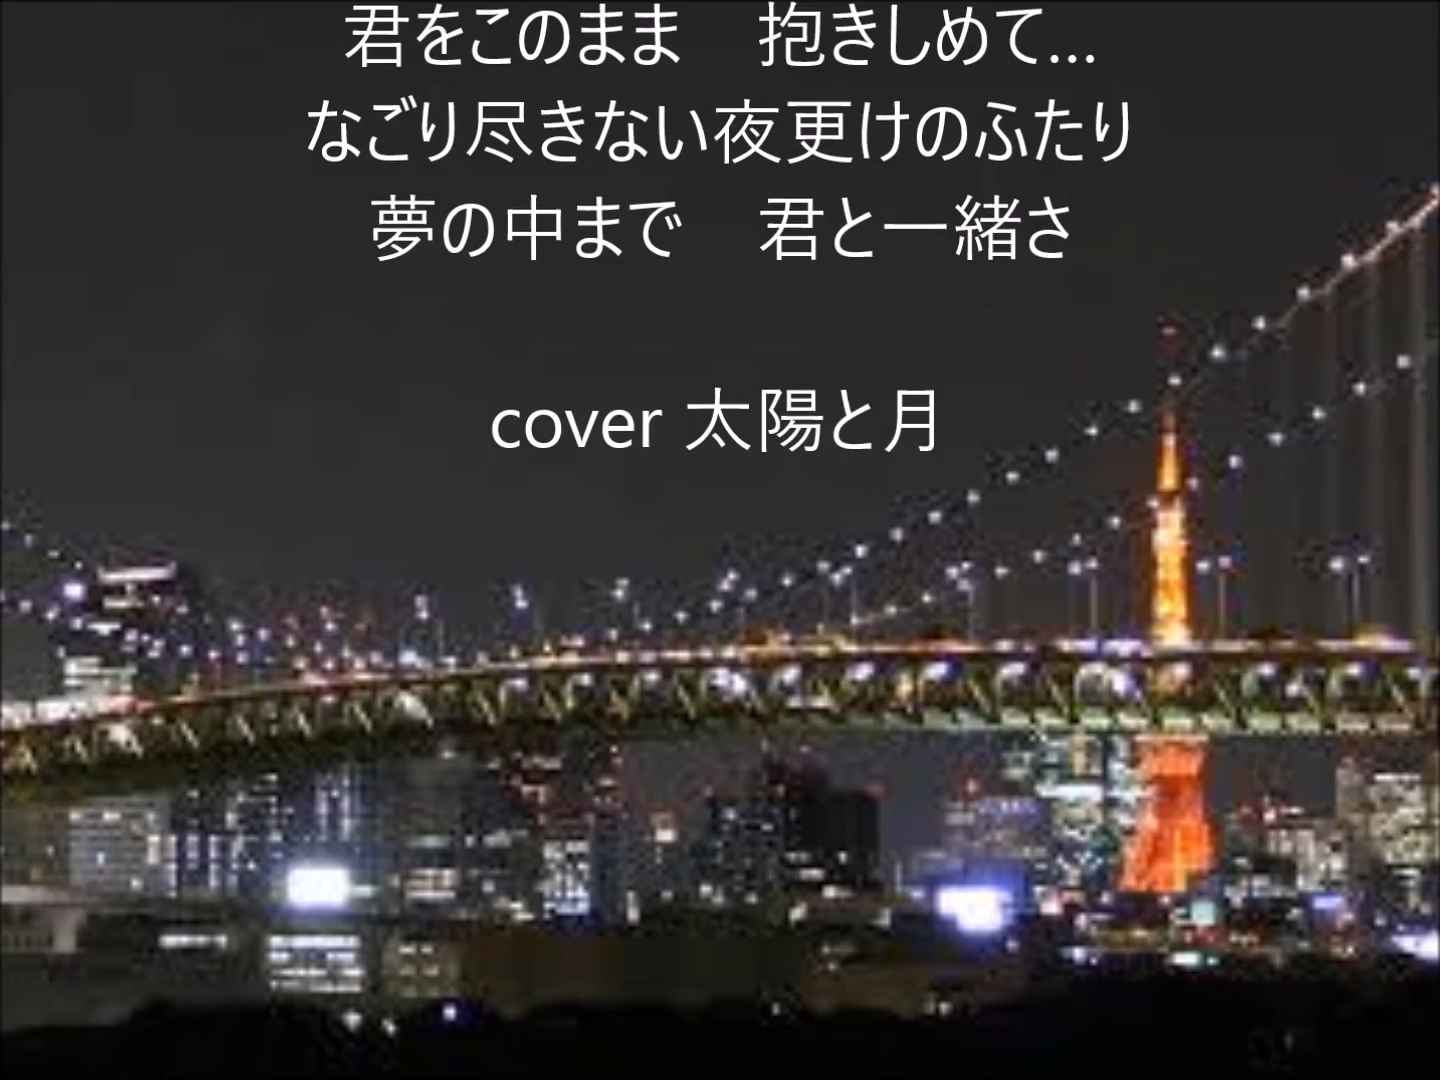 君をこのまま　抱きしめて…
なごり尽きない夜更けのふたり
夢の中まで　君と一緒さ
cover 太陽と月